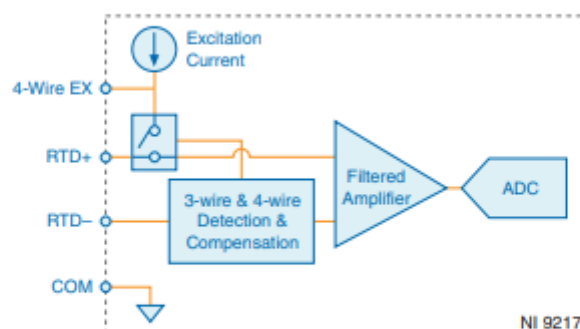 Excitation
Current
4-Wire EX
RTD+
RTD–
COM
3-wire & 4-wire
Detection &
Compensation
Filtered
Amplifier
ADC
NI 9217